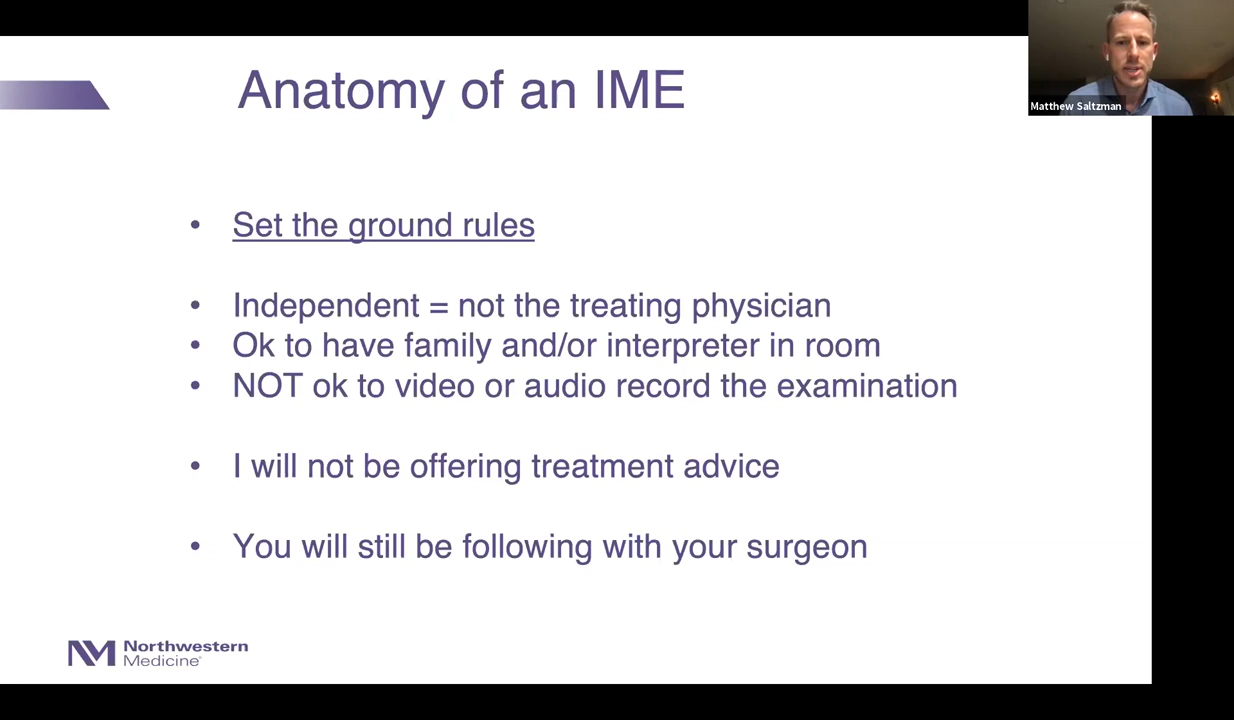 Anatomy of an IME
Matthew Saltzman
• Set the ground rules
• Independent = not the treating physician
• Ok to have family and/or interpreter in room
• NOT ok to video or audio record the examination
• I will not be offering treatment advice
• You will still be following with your surgeon
NM Northwestern
Medicine®